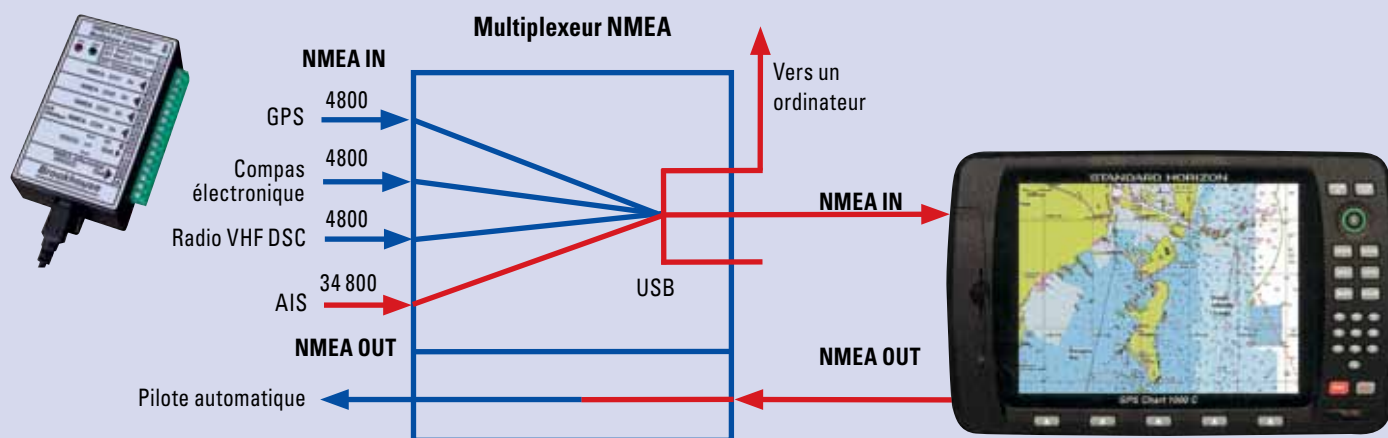 Multiplexeur NMEA
NMEA IN
4800
GPS
4800
Compas
électronique
4800
Radio VHF DSC
34 800
AIS
NMEA OUT
Pilote automatique
Vers un
ordinateur
USB
NMEA IN
NMEA OUT
STANDARD HORIZON
GPS Chart 1000 C
Brookhouse